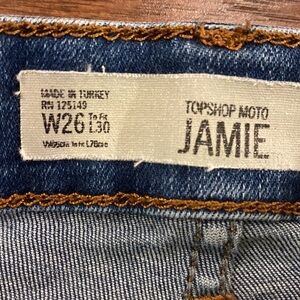 MADE IN TURKEY
RN 125149
W26 To Fit L30
W66cm To fit L76cm
TOPSHOP MOTO
JAMIE